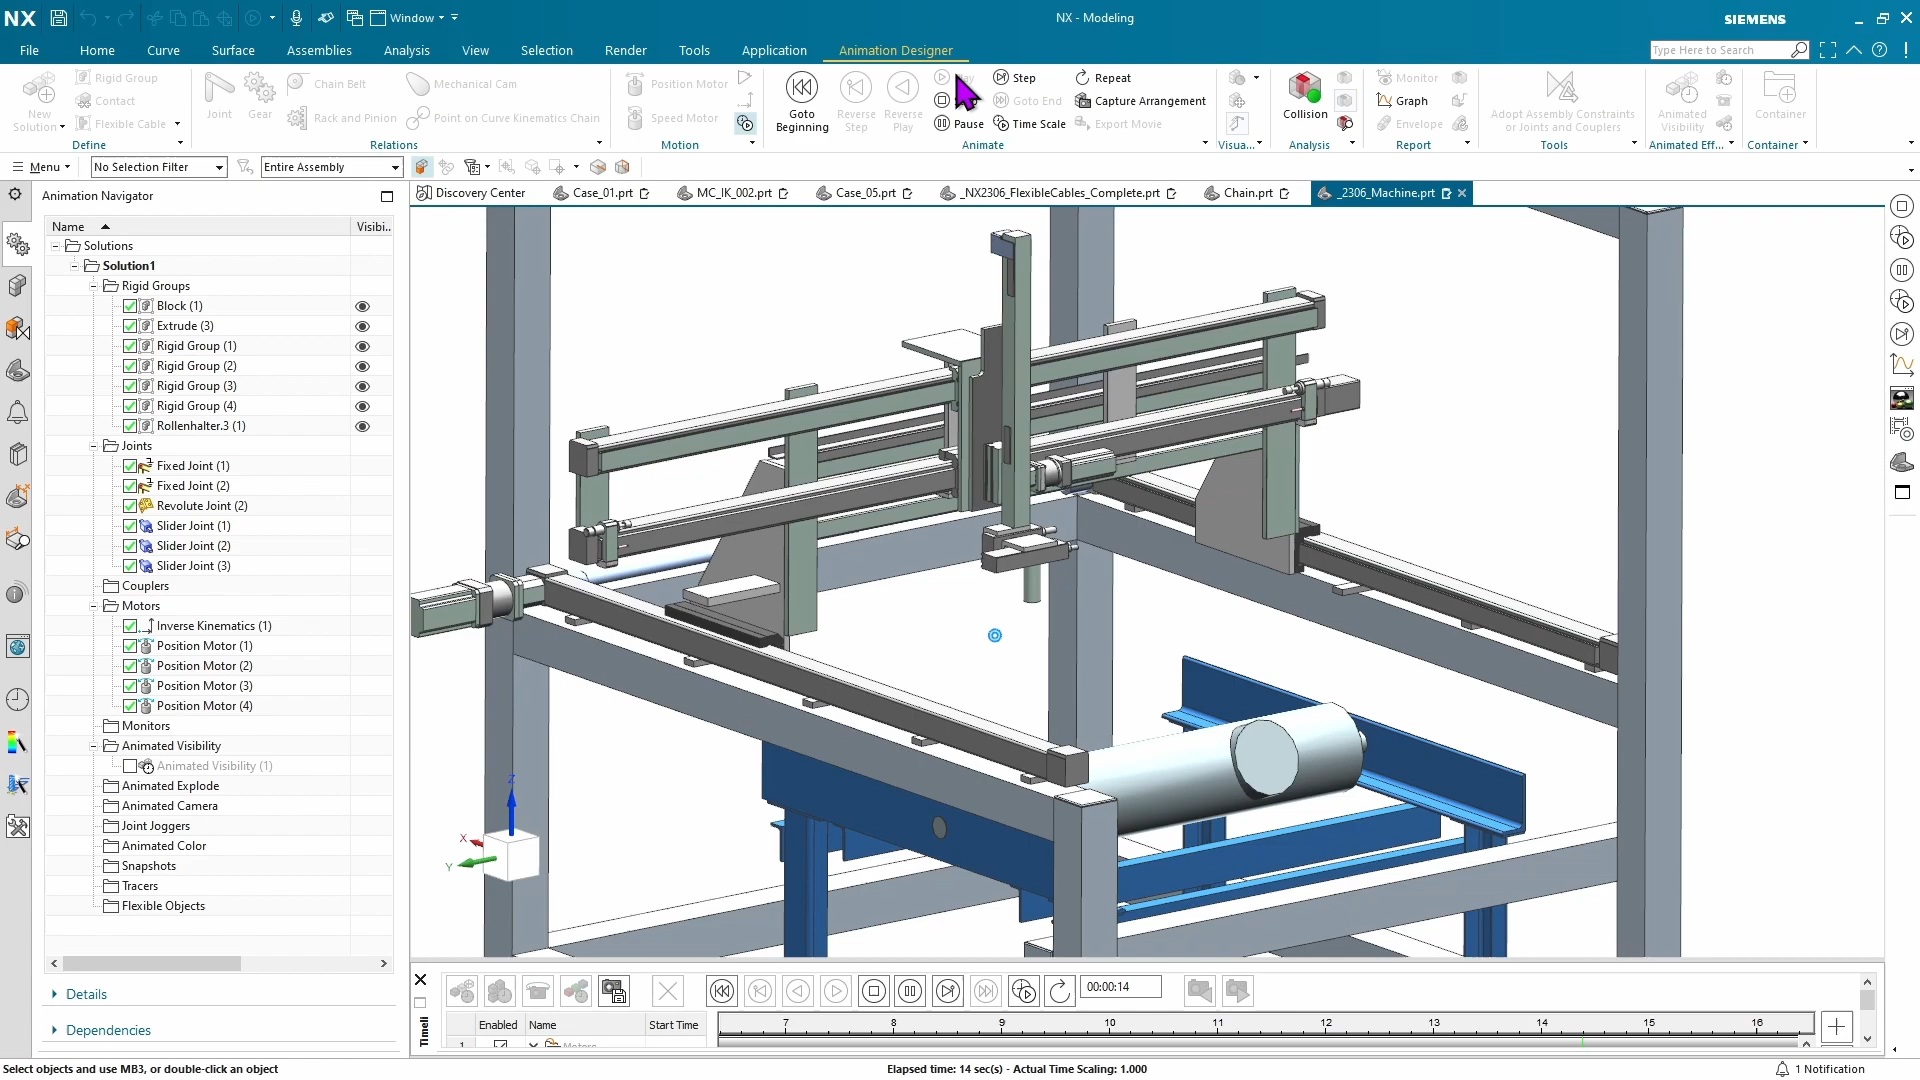 NX
Window
NX - Modeling
SIEMENS
File
Home
Curve
Surface
Assemblies
Analysis
View
Selection
Render
Tools
Application
Animation Designer
Type Here to Search
New Solution
Rigid Group
Contact
Flexible Cable
Define
Joint
Gear
Chain Belt
Rack and Pinion
Mechanical Cam
Point on Curve Kinematics Chain
Relations
Position Motor
Speed Motor
Motion
Goto Beginning
Reverse Step
Reverse Play
Pause
Step
Goto End
Time Scale
Repeat
Capture Arrangement
Export Movie
Animate
Visua...
Collision
Analysis
Monitor
Graph
Envelope
Report
Adopt Assembly Constraints or Joints and Couplers
Tools
Animated Visibility
Animated Eff...
Container
Container
Menu
No Selection Filter
Entire Assembly
Animation Navigator
Discovery Center
Case_01.prt
MC_IK_002.prt
Case_05.prt
_NX2306_FlexibleCables_Complete.prt
Chain.prt
_2306_Machine.prt
Name
Visibi..
Solutions
Solution1
Rigid Groups
Block (1)
Extrude (3)
Rigid Group (1)
Rigid Group (2)
Rigid Group (3)
Rigid Group (4)
Rollenhalter.3 (1)
Joints
Fixed Joint (1)
Fixed Joint (2)
Revolute Joint (2)
Slider Joint (1)
Slider Joint (2)
Slider Joint (3)
Couplers
Motors
Inverse Kinematics (1)
Position Motor (1)
Position Motor (2)
Position Motor (3)
Position Motor (4)
Monitors
Animated Visibility
Animated Visibility (1)
Animated Explode
Animated Camera
Joint Joggers
Animated Color
Snapshots
Tracers
Flexible Objects
Details
Dependencies
Z
X
Y
00:00:14
Timeli
Enabled Name Start Time
7 8 9 10 11 12 13 14 15 16
1 Motors
Select objects and use MB3, or double-click an object
Elapsed time: 14 sec(s) - Actual Time Scaling: 1.000
1 Notification